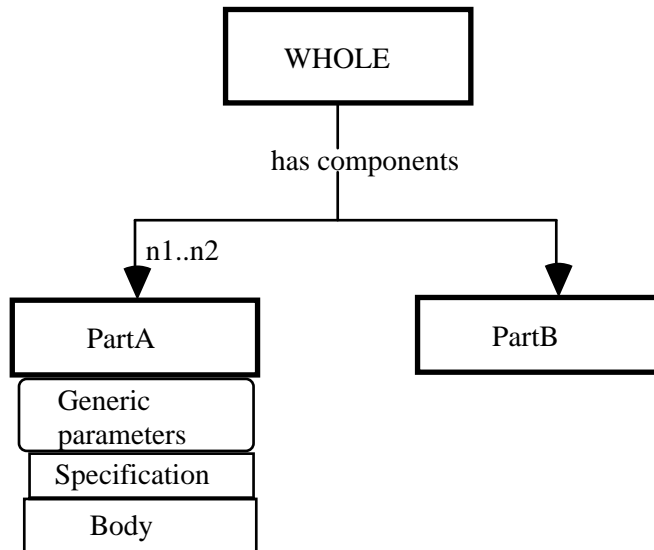 WHOLE
has components
n1..n2
PartA
PartB
Generic
parameters
Specification
Body